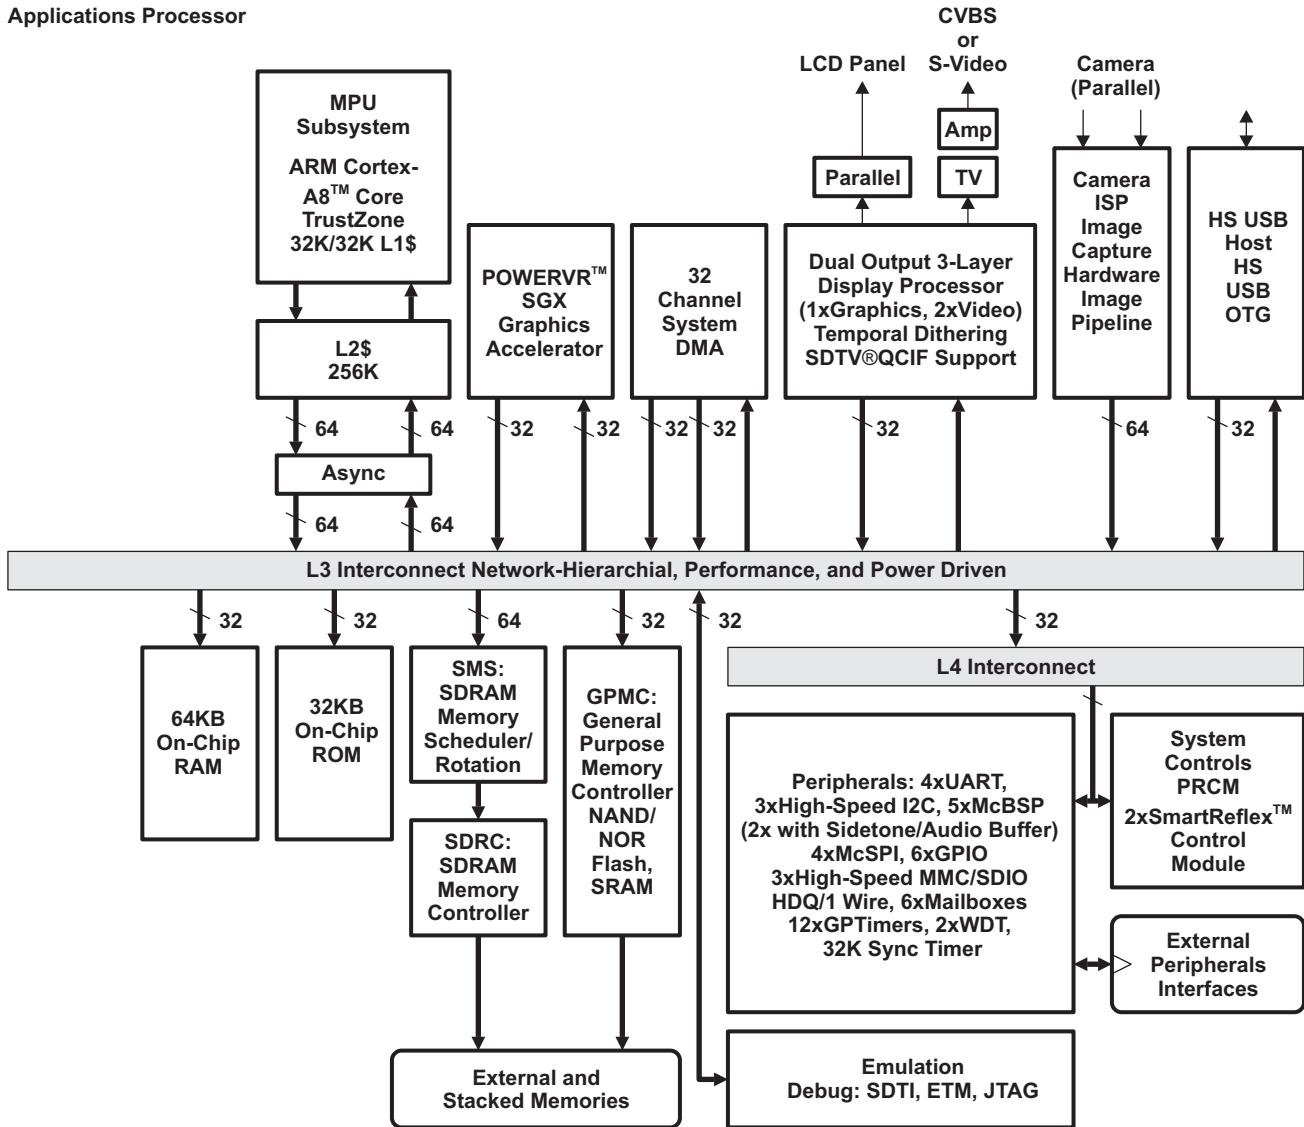 Applications Processor
CVBS
or
S-Video
LCD Panel
Camera
(Parallel)
MPU
Subsystem
ARM Cortex-
A8™ Core
TrustZone
32K/32K L1$
Amp
Parallel
TV
POWERVR™
SGX
Graphics
Accelerator
32
Channel
System
DMA
Dual Output 3-Layer
Display Processor
(1xGraphics, 2xVideo)
Temporal Dithering
SDTV®QCIF Support
Camera
ISP
Image
Capture
Hardware
Image
Pipeline
HS USB
Host
HS
USB
OTG
L2$
256K
64
64
32
32
32
32
32
64
32
Async
64
64
L3 Interconnect Network-Hierarchial, Performance, and Power Driven
32
32
64
32
32
32
64KB
On-Chip
RAM
32KB
On-Chip
ROM
SMS:
SDRAM
Memory
Scheduler/
Rotation
SDRC:
SDRAM
Memory
Controller
GPMC:
General
Purpose
Memory
Controller
NAND/
NOR
Flash,
SRAM
L4 Interconnect
Peripherals: 4xUART,
3xHigh-Speed I2C, 5xMcBSP
(2x with Sidetone/Audio Buffer)
4xMcSPI, 6xGPIO
3xHigh-Speed MMC/SDIO
HDQ/1 Wire, 6xMailboxes
12xGPTimers, 2xWDT,
32K Sync Timer
System
Controls
PRCM
2xSmartReflex™
Control
Module
External
Peripherals
Interfaces
External and
Stacked Memories
Emulation
Debug: SDTI, ETM, JTAG